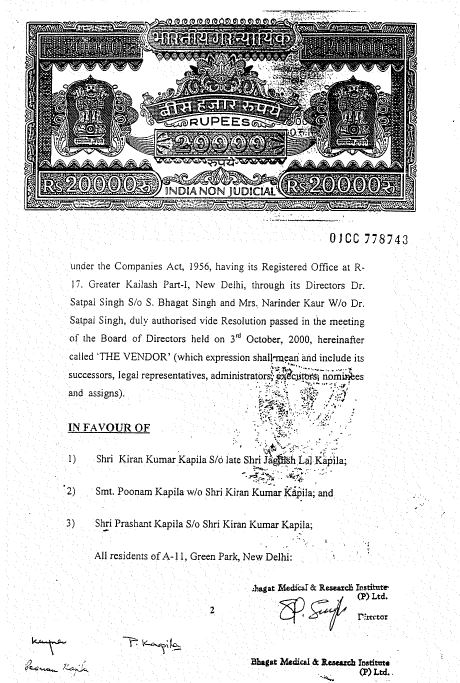 भारतीय गैर न्यायिक
बीस हजार रुपये
RUPEES
20000
रुपये
Rs 20000 रु
INDIA NON JUDICIAL
Rs 20000 रु
01CC 778743
under the Companies Act, 1956, having its Registered Office at R-
17. Greater Kailash Part-I, New Delhi, through its Directors Dr.
Satpal Singh S/o S. Bhagat Singh and Mrs. Narinder Kaur W/o Dr.
Satpal Singh, duly authorised vide Resolution passed in the meeting
of the Board of Directors held on 3rd October, 2000, hereinafter
called 'THE VENDOR' (which expression shall mean and include its
successors, legal representatives, administrators, executors, nominees
and assigns).
IN FAVOUR OF
1) Shri Kiran Kumar Kapila S/o late Shri Jagdish Lal Kapila;
2) Smt. Poonam Kapila w/o Shri Kiran Kumar Kapila; and
3) Shri Prashant Kapila S/o Shri Kiran Kumar Kapila;
All residents of A-11, Green Park, New Delhi:
2
Bhagat Medical & Research Institute
(P) Ltd.
Director
P. Kapila
Poonam Kapila
Bhagat Medical & Research Institute
(P) Ltd.